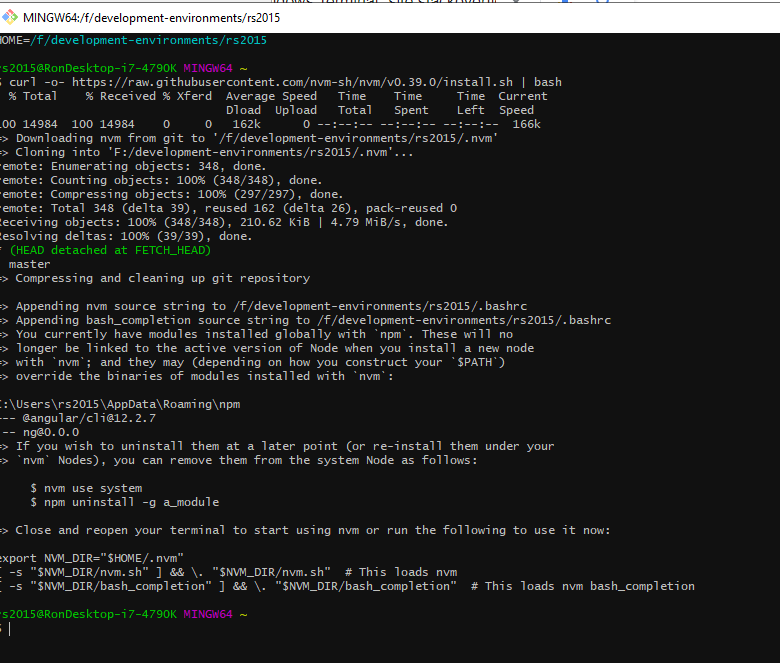 MINGW64:/f/development-environments/rs2015
HOME=/f/development-environments/rs2015
rs2015@RonDesktop-i7-4790K MINGW64 ~
$ curl -o- https://raw.githubusercontent.com/nvm-sh/nvm/v0.39.0/install.sh | bash
% Total % Received % Xferd Average Speed Time Time Time Current
Dload Upload Total Spent Left Speed
100 14984 100 14984 0 0 162k 0 --:--:-- --:--:-- --:--:-- 166k
=> Downloading nvm from git to '/f/development-environments/rs2015/.nvm'
=> Cloning into 'F:/development-environments/rs2015/.nvm'...
remote: Enumerating objects: 348, done.
remote: Counting objects: 100% (348/348), done.
remote: Compressing objects: 100% (297/297), done.
remote: Total 348 (delta 39), reused 162 (delta 26), pack-reused 0
Receiving objects: 100% (348/348), 210.62 KiB | 4.79 MiB/s, done.
Resolving deltas: 100% (39/39), done.
* (HEAD detached at FETCH_HEAD)
master
=> Compressing and cleaning up git repository
=> Appending nvm source string to /f/development-environments/rs2015/.bashrc
=> Appending bash_completion source string to /f/development-environments/rs2015/.bashrc
=> You currently have modules installed globally with `npm`. These will no
=> longer be linked to the active version of Node when you install a new node
=> with `nvm`; and they may (depending on how you construct your `$PATH`)
=> override the binaries of modules installed with `nvm`:
C:\Users\rs2015\AppData\Roaming\npm
+-- @angular/cli@12.2.7
`-- ng@0.0.0
=> If you wish to uninstall them at a later point (or re-install them under your
=> `nvm` Nodes), you can remove them from the system Node as follows:
$ nvm use system
$ npm uninstall -g a_module
=> Close and reopen your terminal to start using nvm or run the following to use it now:
export NVM_DIR="$HOME/.nvm"
[ -s "$NVM_DIR/nvm.sh" ] && \. "$NVM_DIR/nvm.sh" # This loads nvm
[ -s "$NVM_DIR/bash_completion" ] && \. "$NVM_DIR/bash_completion" # This loads nvm bash_completion
rs2015@RonDesktop-i7-4790K MINGW64 ~
$